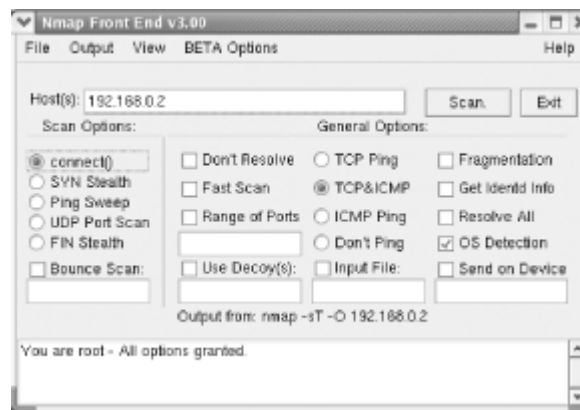 Nmap Front End v3.00
File Output View BETA Options Help
Host(s): 192.168.0.2 Scan. Exit
Scan Options: General Options:
connect() Don't Resolve TCP Ping Fragmentation
SYN Stealth Fast Scan TCP&ICMP Get Identd Info
Ping Sweep Range of Ports ICMP Ping Resolve All
UDP Port Scan Don't Ping OS Detection
FIN Stealth
Bounce Scan: Use Decoy(s): Input File: Send on Device
Output from: nmap -sT -O 192.168.0.2
You are root - All options granted.